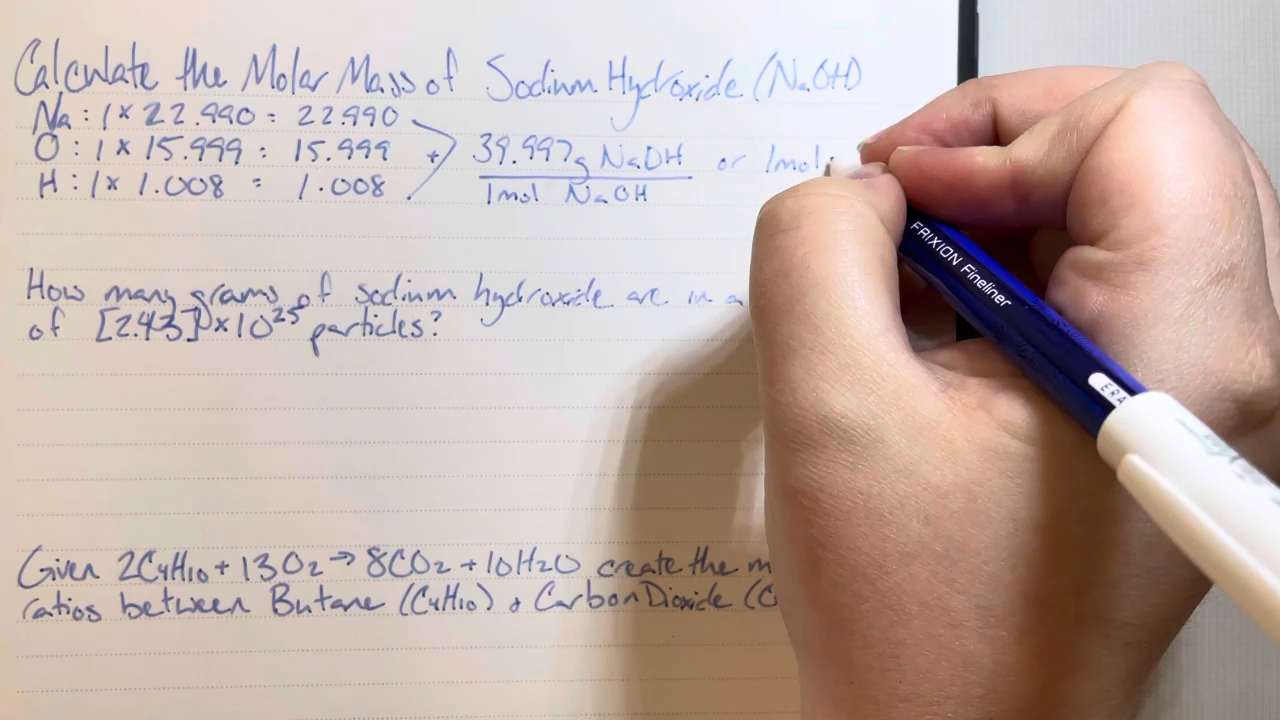 Calculate the Molar Mass of Sodium Hydroxide (NaOH)
Na : 1 × 22.990 = 22.990
O : 1 × 15.999 = 15.999 + 39.997g NaOH or 1mol
H : 1 × 1.008 = 1.008 1mol NaOH
How many grams of sodium hydroxide are in a
of [2.43] × 10²⁵ particles?
Given 2C4H10 + 13O2 → 8CO2 + 10H2O create the
ratios between Butane (C4H10) & Carbon Dioxide (C
FRIXION Fineliner
ERA